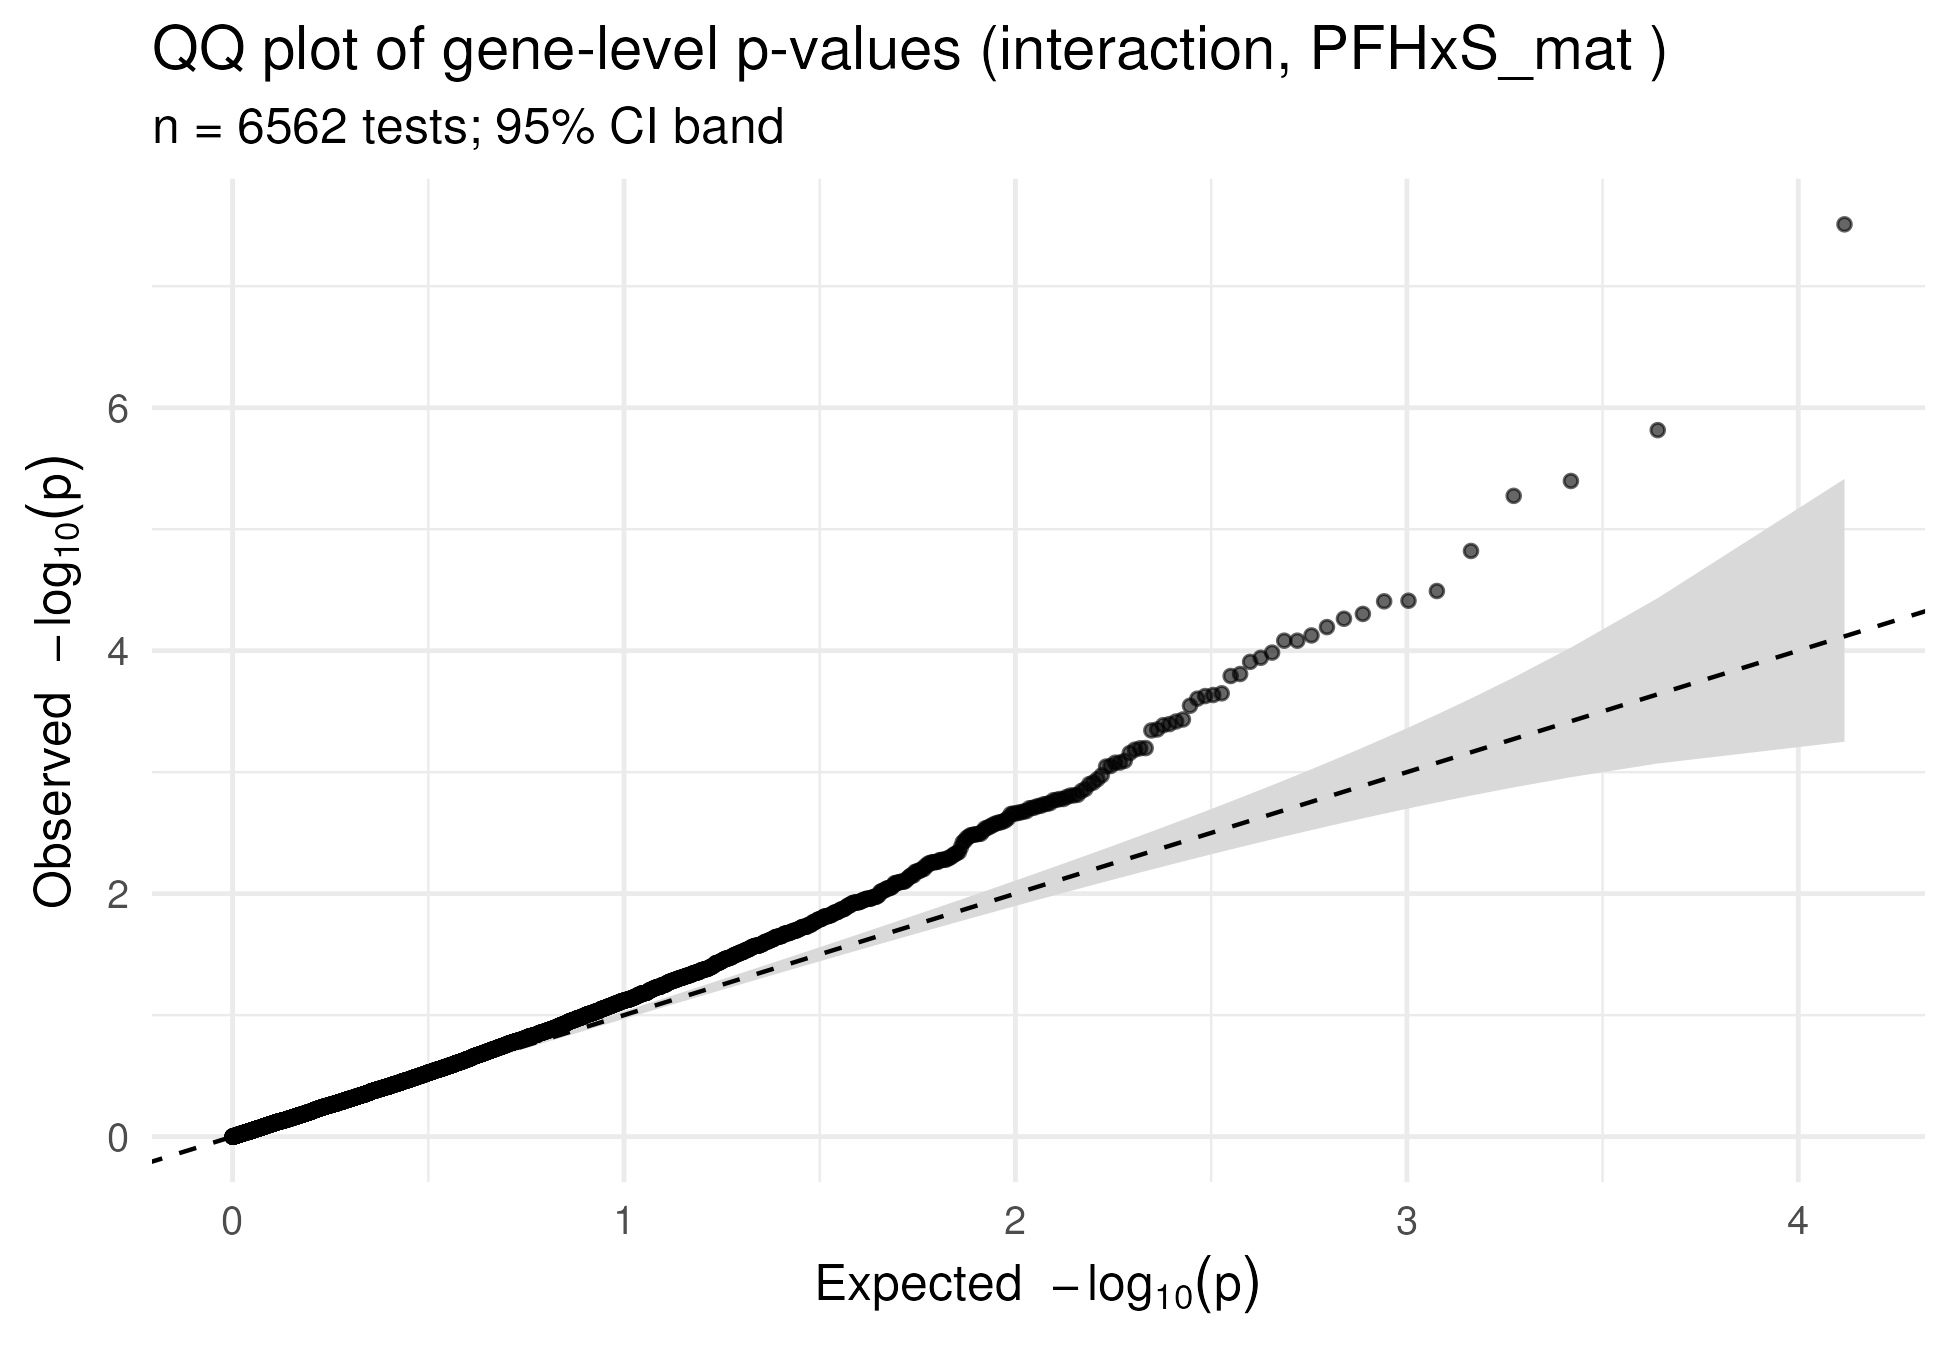 QQ plot of gene-level p-values (interaction, PFHxS_mat )
n = 6562 tests; 95% CI band
Observed −log₁₀(p)
6
4
2
0
0 1 2 3 4
Expected −log₁₀(p)